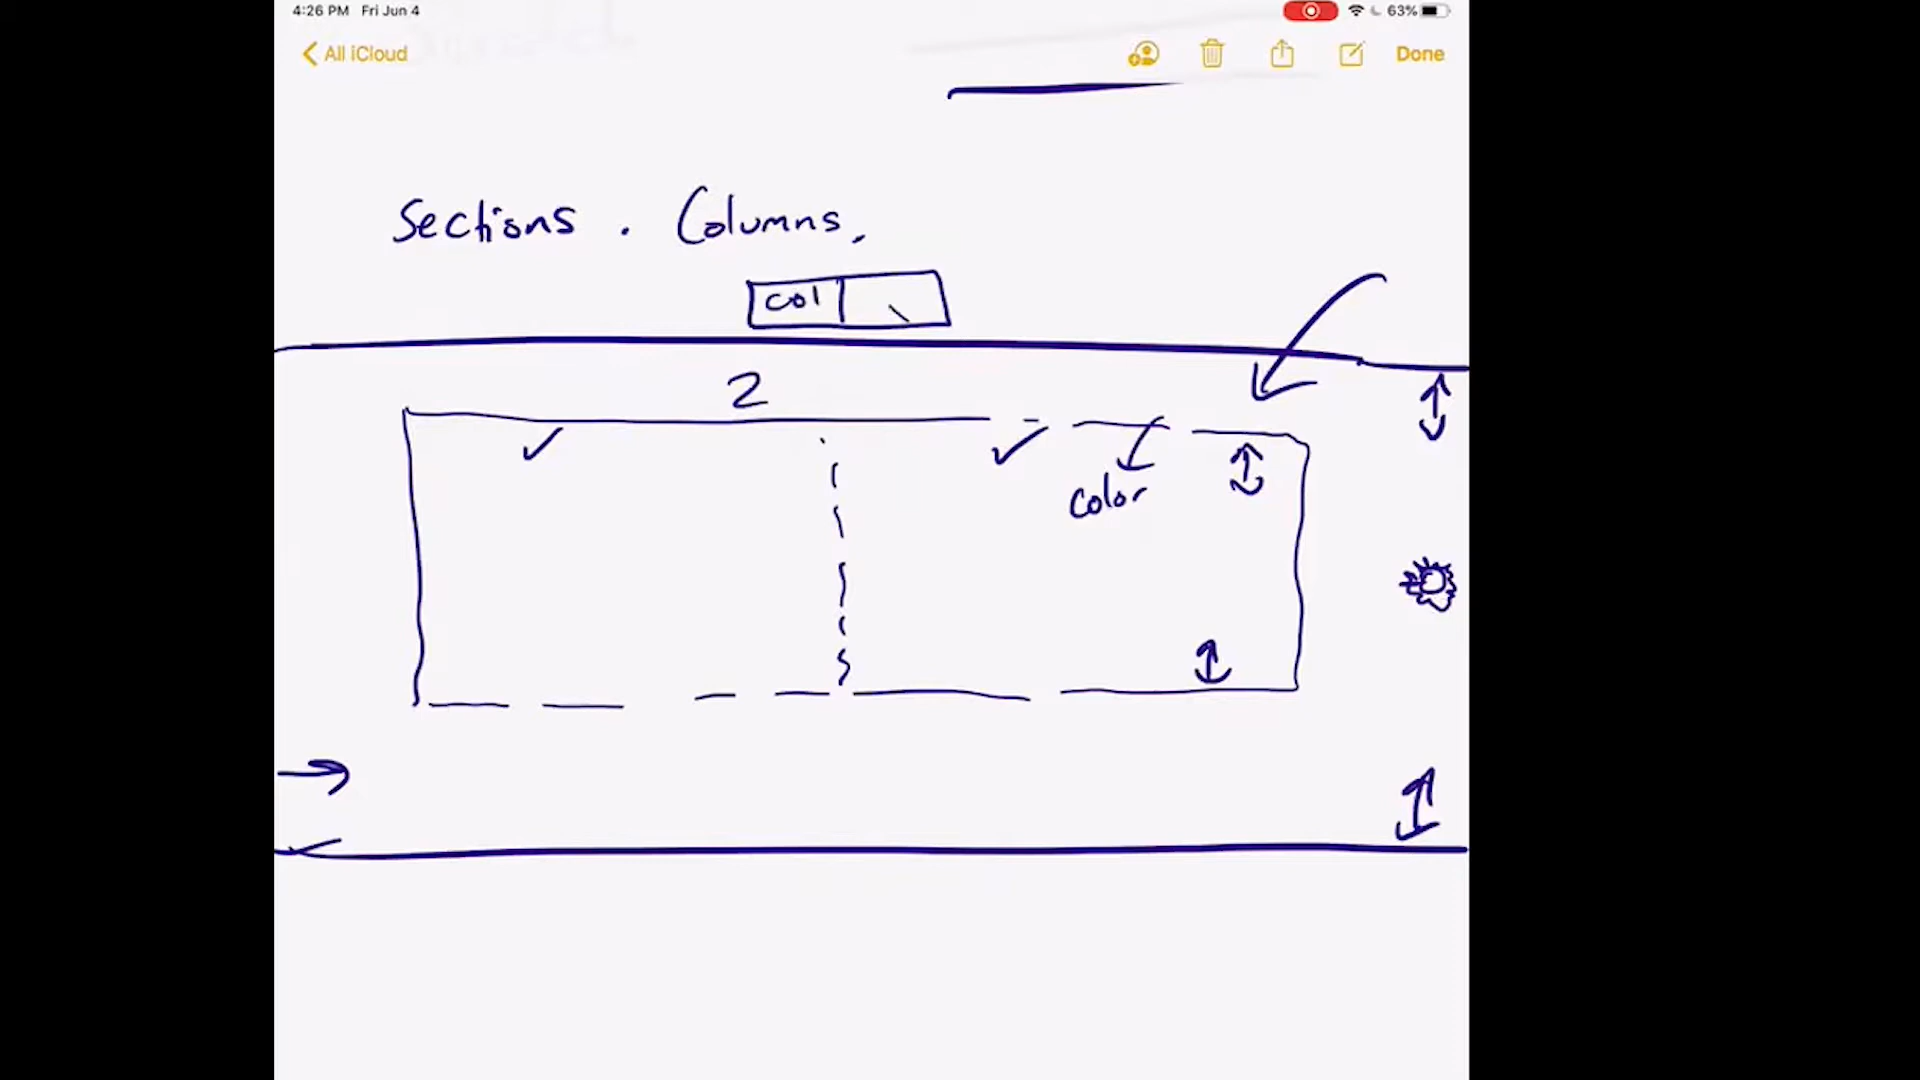 4:26 PM Fri Jun 4
63%
All iCloud
Done
Sections. Columns,
col
2
color